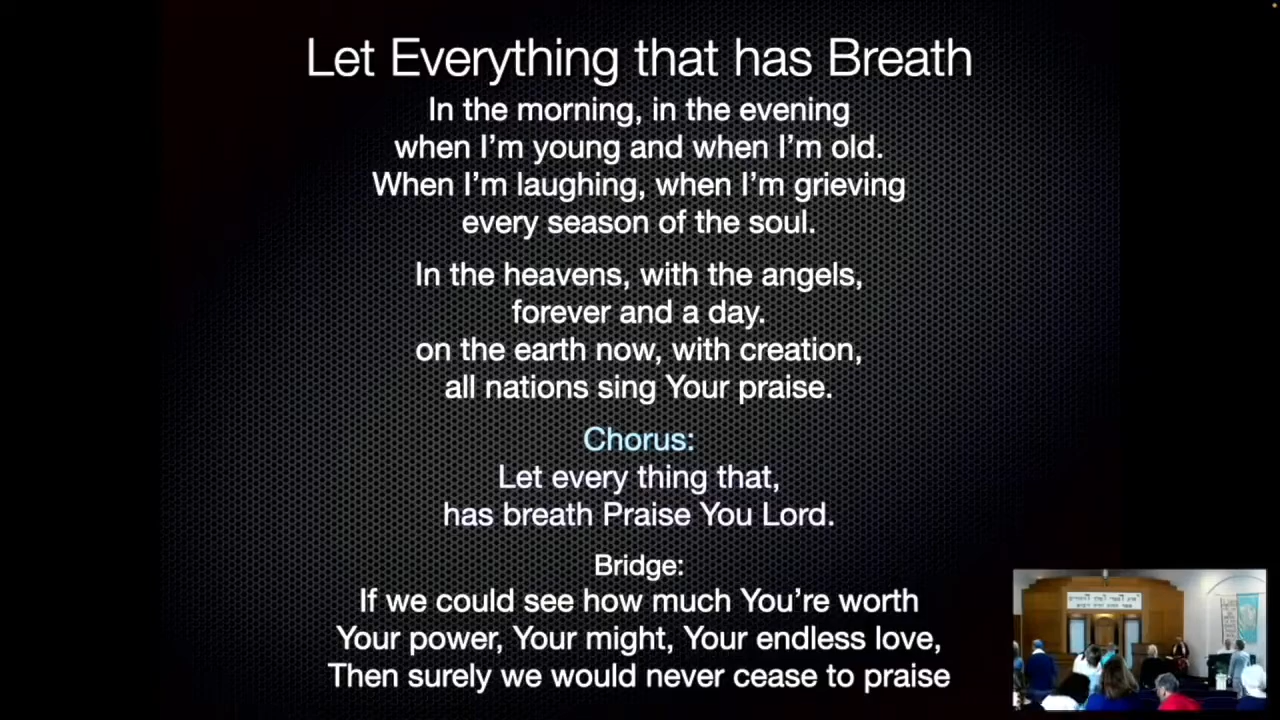 Let Everything that has Breath
In the morning, in the evening
when I’m young and when I’m old.
When I’m laughing, when I’m grieving
every season of the soul.
In the heavens, with the angels,
forever and a day.
on the earth now, with creation,
all nations sing Your praise.
Chorus:
Let every thing that,
has breath Praise You Lord.
Bridge:
If we could see how much You’re worth
Your power, Your might, Your endless love,
Then surely we would never cease to praise